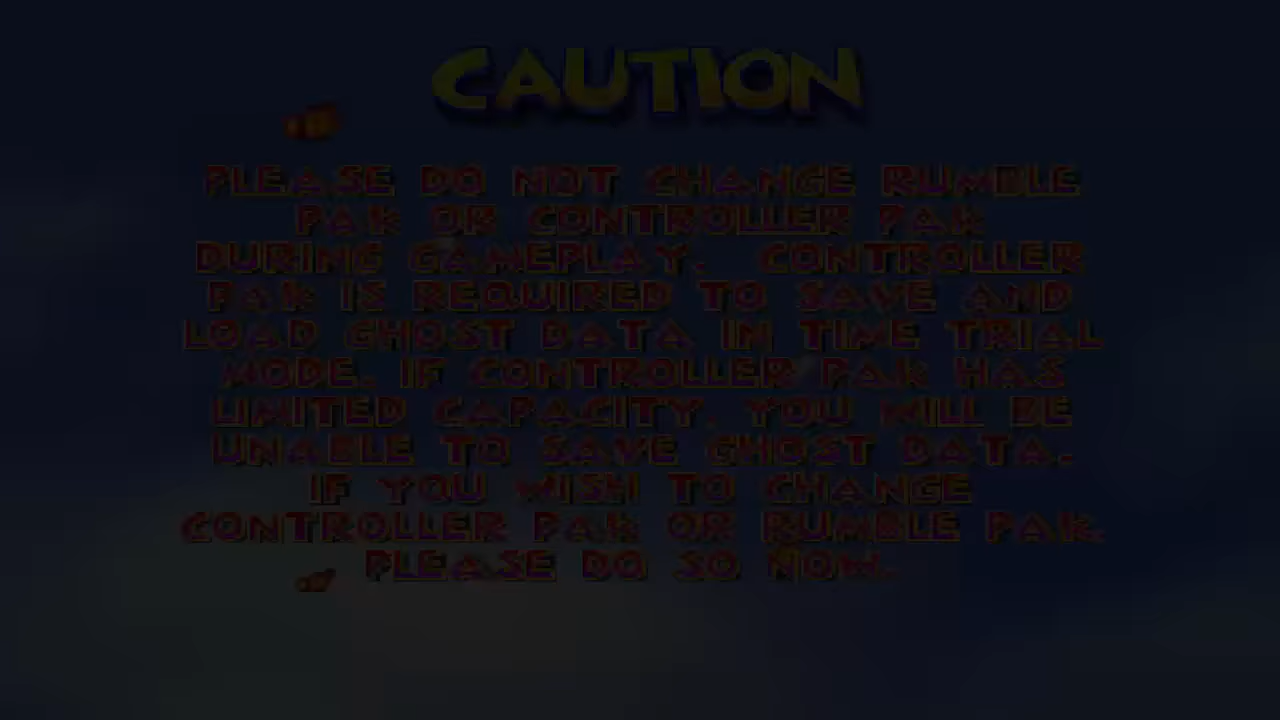 CAUTION
PLEASE DO NOT CHANGE RUMBLE
PAK OR CONTROLLER PAK
DURING GAMEPLAY. CONTROLLER
PAK IS REQUIRED TO SAVE AND
LOAD GHOST DATA IN TIME TRIAL
MODE. IF CONTROLLER PAK HAS
LIMITED CAPACITY, YOU WILL BE
UNABLE TO SAVE GHOST DATA.
IF YOU WISH TO CHANGE
CONTROLLER PAK OR RUMBLE PAK,
PLEASE DO SO NOW.